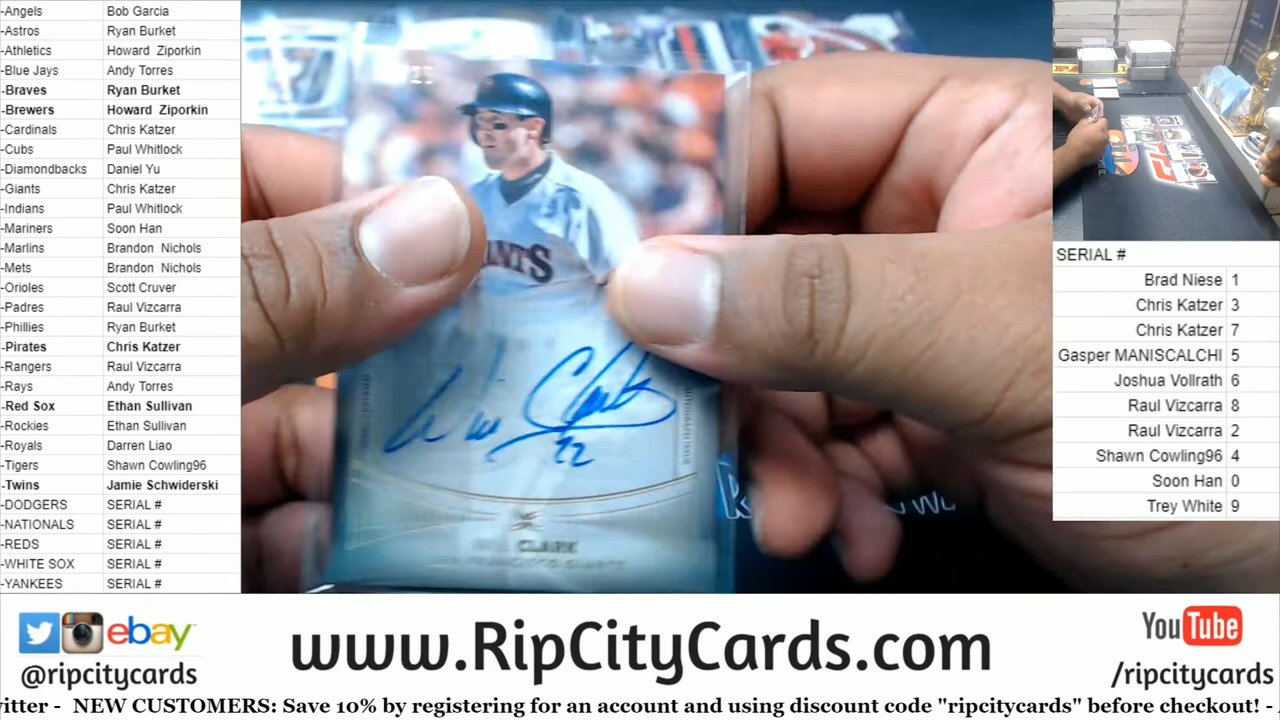 -Angels Bob Garcia
-Astros Ryan Burket
-Athletics Howard Ziporkin
-Blue Jays Andy Torres
-Braves Ryan Burket
-Brewers Howard Ziporkin
-Cardinals Chris Katzer
-Cubs Paul Whitlock
-Diamondbacks Daniel Yu
-Giants Chris Katzer
-Indians Paul Whitlock
-Mariners Soon Han
-Marlins Brandon Nichols
-Mets Brandon Nichols
-Orioles Scott Cruver
-Padres Raul Vizcarra
-Phillies Ryan Burket
-Pirates Chris Katzer
-Rangers Raul Vizcarra
-Rays Andy Torres
-Red Sox Ethan Sullivan
-Rockies Ethan Sullivan
-Royals Darren Liao
-Tigers Shawn Cowling96
-Twins Jamie Schwiderski
-DODGERS SERIAL #
-NATIONALS SERIAL #
-REDS SERIAL #
-WHITE SOX SERIAL #
-YANKEES SERIAL #
ANTS
Will Clark
22
CLARK
SERIAL #
Brad Niese 1
Chris Katzer 3
Chris Katzer 7
Gasper MANISCALCHI 5
Joshua Vollrath 6
Raul Vizcarra 8
Raul Vizcarra 2
Shawn Cowling96 4
Soon Han 0
Trey White 9
ebay
@ripcitycards
www.RipCityCards.com
YouTube
/ripcitycards
witter - NEW CUSTOMERS: Save 10% by registering for an account and using discount code "ripcitycards" before checkout! -